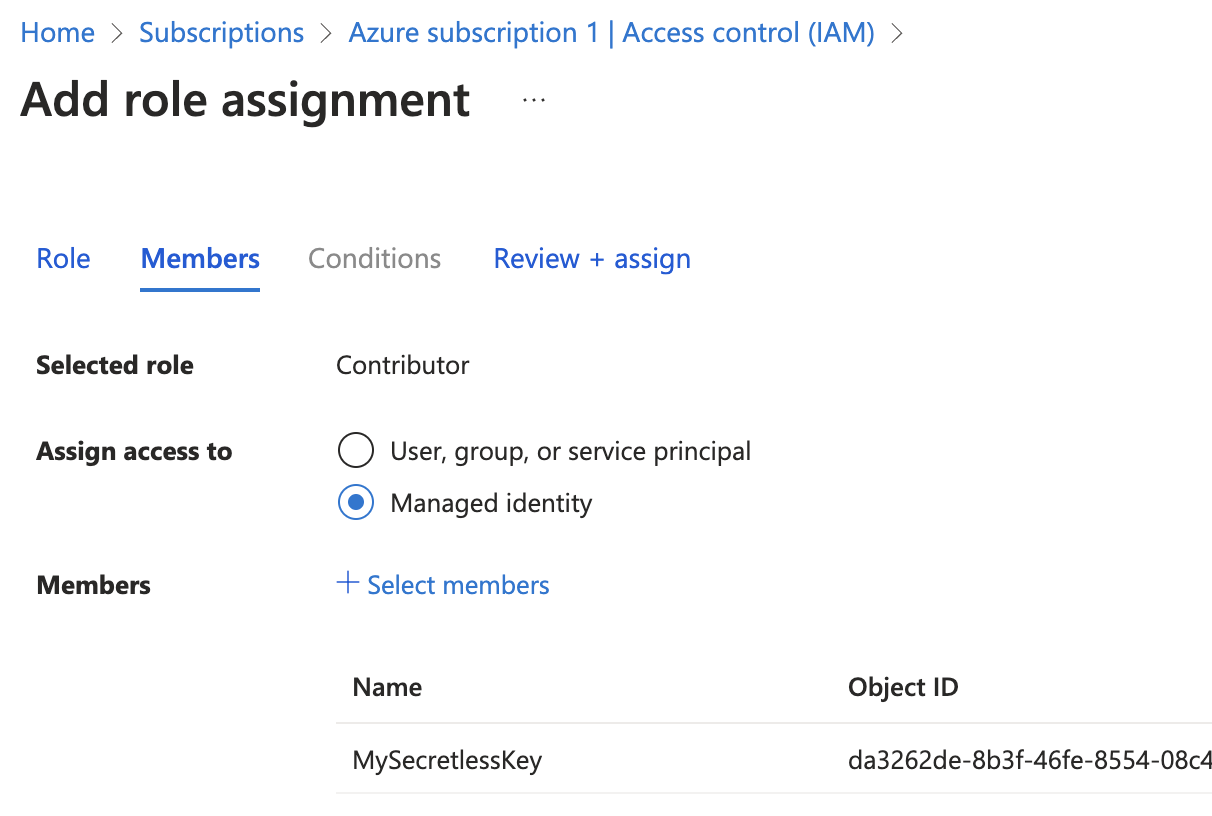 Home > Subscriptions > Azure subscription 1 | Access control (IAM) >
Add role assignment ...
Role Members Conditions Review + assign
Selected role Contributor
Assign access to User, group, or service principal
Managed identity
Members + Select members
Name Object ID
MySecretlessKey da3262de-8b3f-46fe-8554-08c4